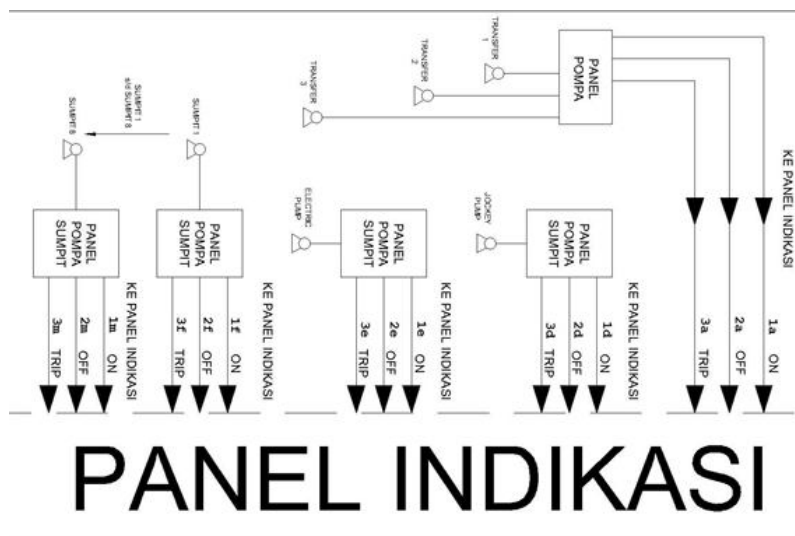 TRANSFER
3
TRANSFER
2
TRANSFER
1
PANEL
POMPA
KE PANEL INDIKASI
1a ON
2a OFF
3a TRIP
SUMPIT 8
SUMPIT 1
s/d SUMPIT 8
SUMPIT 1
PANEL
POMPA
SUMPIT
KE PANEL INDIKASI
1m ON
2m OFF
3m TRIP
PANEL
POMPA
SUMPIT
KE PANEL INDIKASI
1f ON
2f OFF
3f TRIP
ELECTRIC
PUMP
PANEL
POMPA
SUMPIT
KE PANEL INDIKASI
1e ON
2e OFF
3e TRIP
JOCKEY
PUMP
PANEL
POMPA
SUMPIT
KE PANEL INDIKASI
1d ON
2d OFF
3d TRIP
PANEL INDIKASI